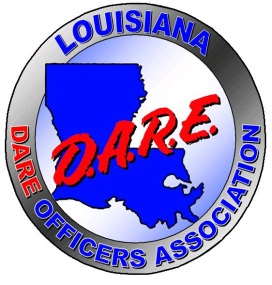 LOUISIANA
D.A.R.E.
DARE OFFICERS ASSOCIATION